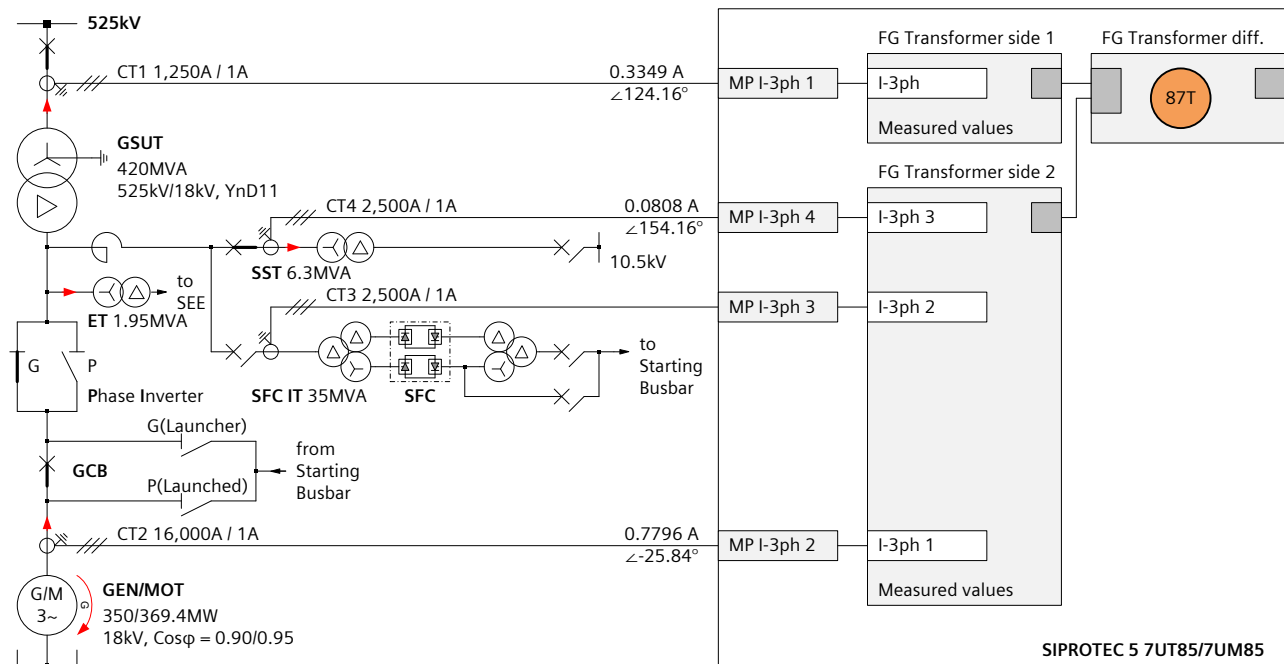 525kV
CT1 1,250A / 1A
0.3349 A
∠124.16°
MP I-3ph 1
FG Transformer side 1
I-3ph
Measured values
FG Transformer diff.
87T
GSUT
420MVA
525kV/18kV, YnD11
CT4 2,500A / 1A
0.0808 A
∠154.16°
MP I-3ph 4
FG Transformer side 2
I-3ph 3
SST 6.3MVA
10.5kV
to
SEE
ET 1.95MVA
CT3 2,500A / 1A
MP I-3ph 3
I-3ph 2
G
P
Phase Inverter
SFC IT 35MVA
SFC
to
Starting
Busbar
G(Launcher)
GCB
from
Starting
Busbar
P(Launched)
CT2 16,000A / 1A
0.7796 A
∠-25.84°
MP I-3ph 2
I-3ph 1
Measured values
G/M
3~
G
GEN/MOT
350/369.4MW
18kV, Cosφ = 0.90/0.95
SIPROTEC 5 7UT85/7UM85